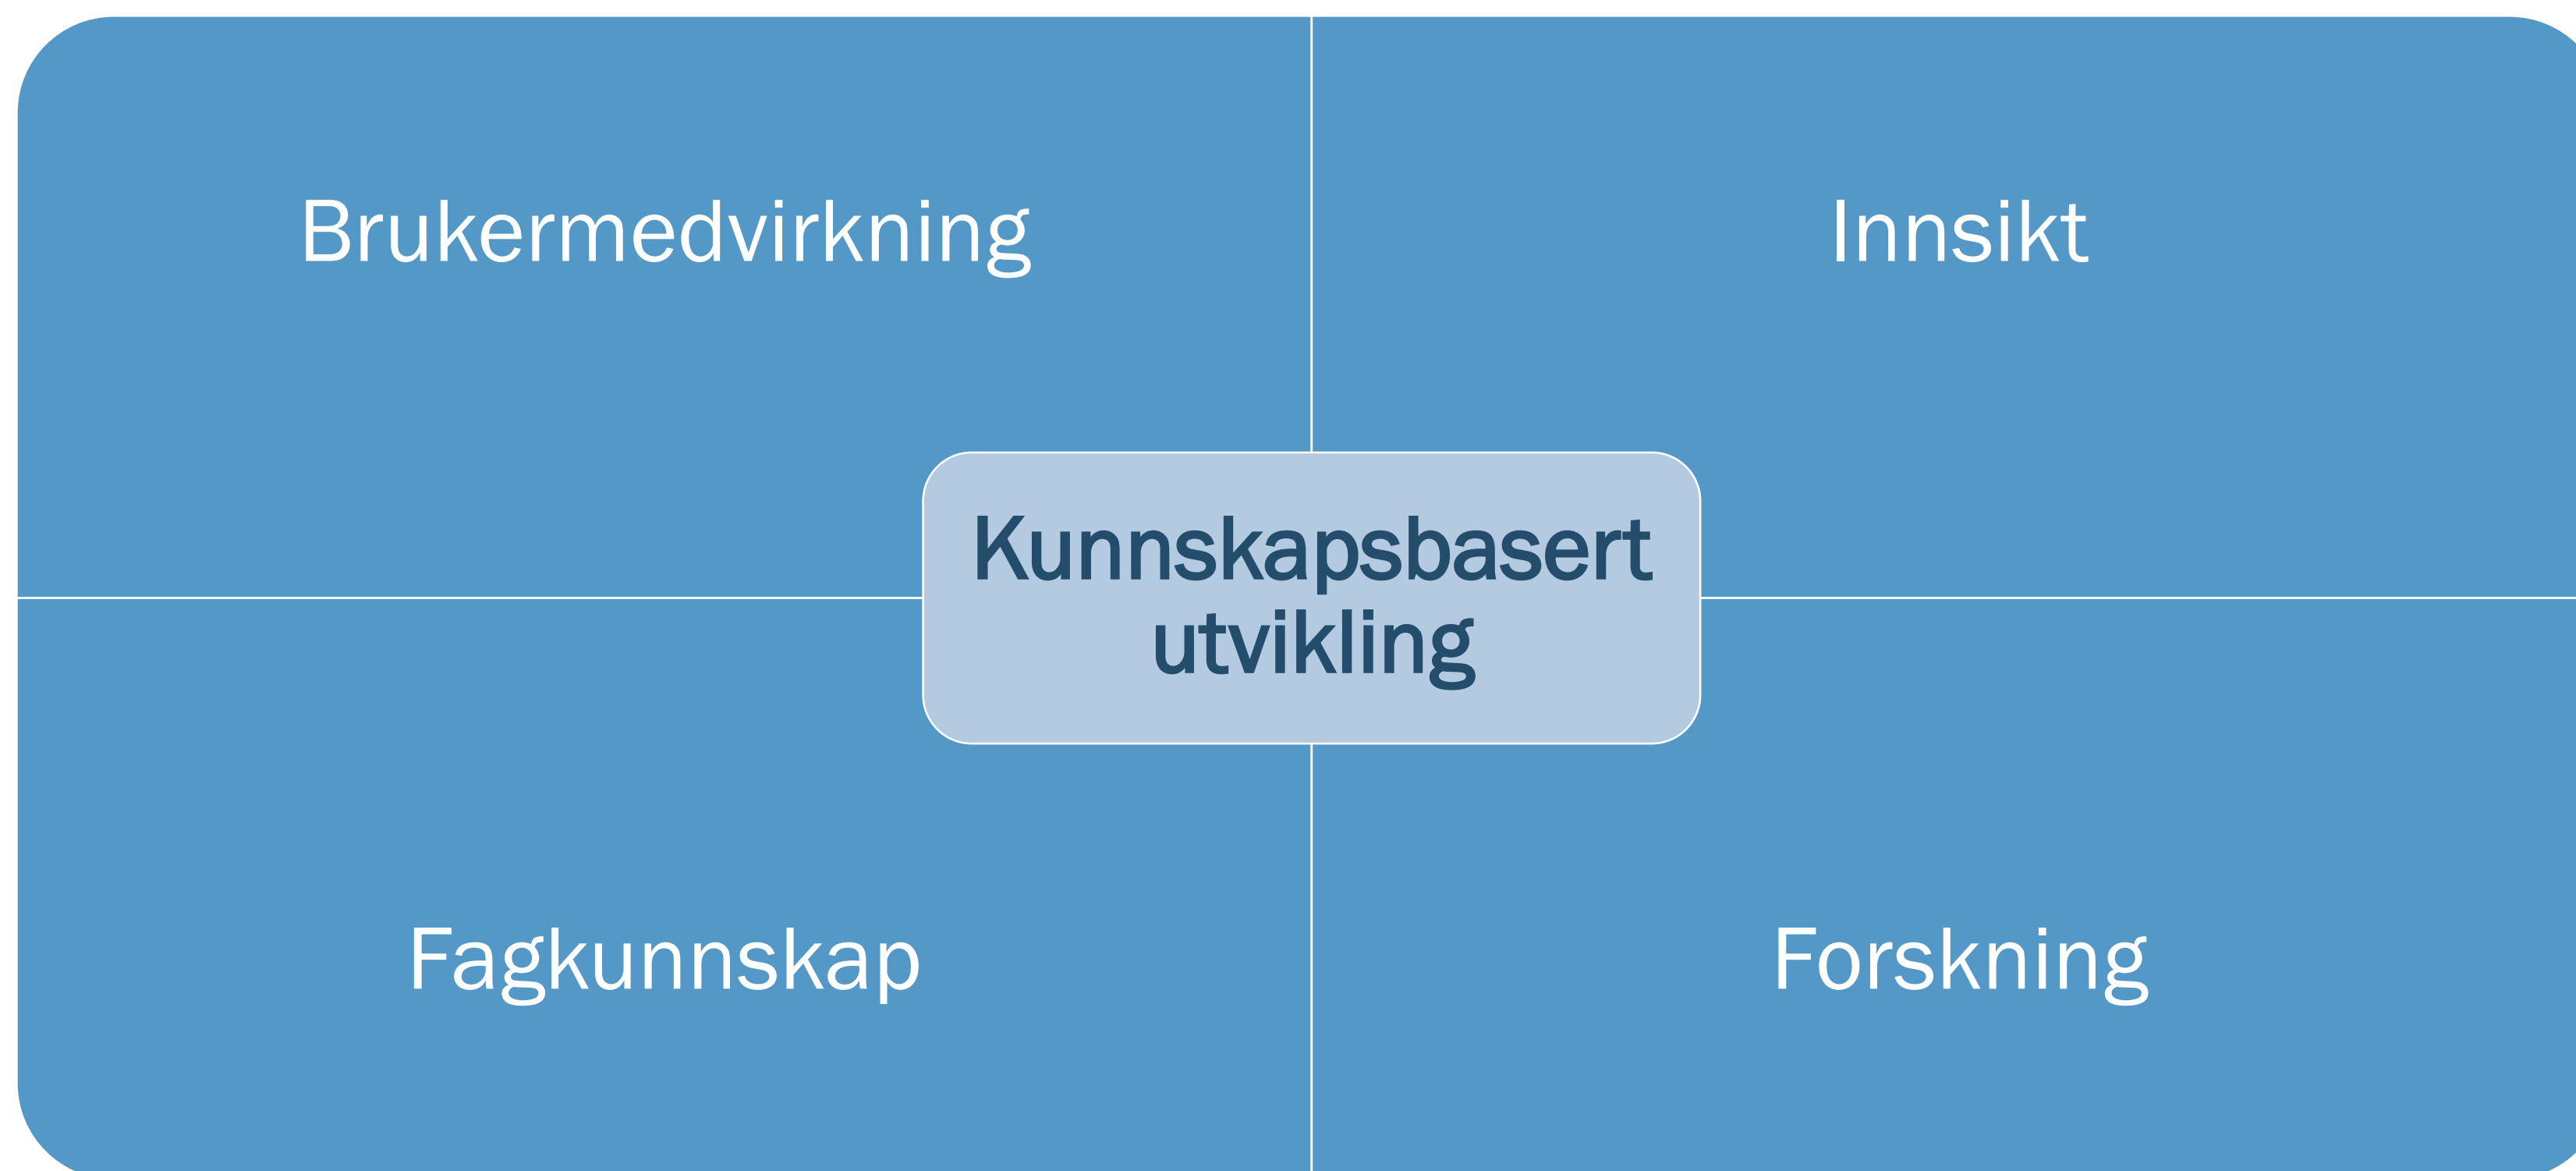 Brukermedvirkning
Innsikt
Kunnskapsbasert
utvikling
Fagkunnskap
Forskning